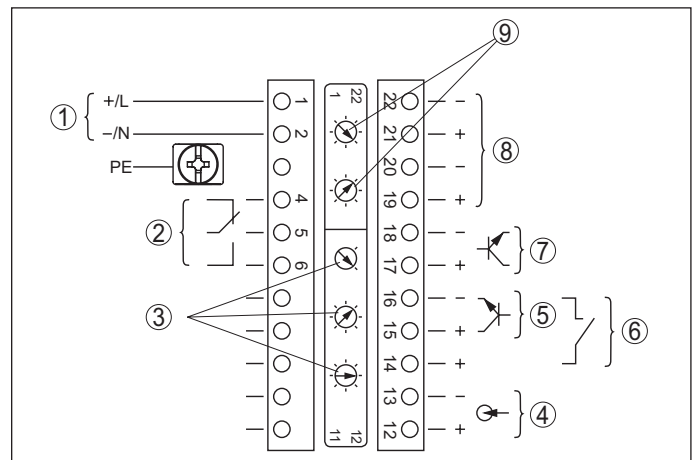 ⑨
+/L 1 1 22 22 −
① −/N 2 21 + ⑧
PE 20 −
4 19 +
② 5 18 − ⑦
6 17 +
③ 16 − ⑤ ⑥
15 +
14 +
13 − ④
11 12 12 +